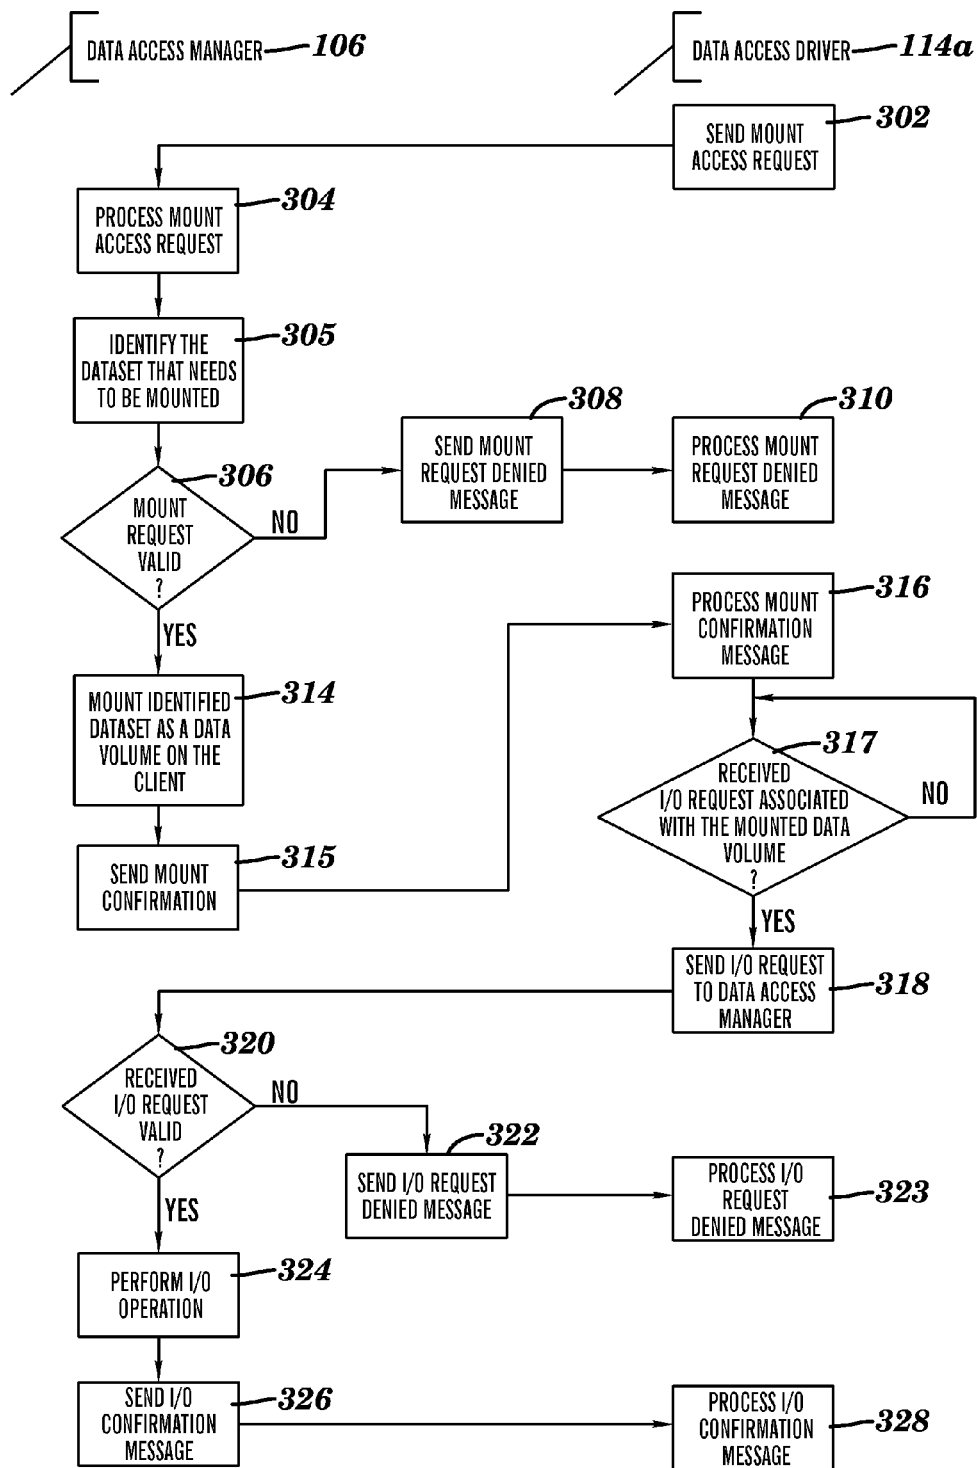 DATA ACCESS MANAGER 106
DATA ACCESS DRIVER 114a
302
SEND MOUNT
ACCESS REQUEST
304
PROCESS MOUNT
ACCESS REQUEST
305
IDENTIFY THE
DATASET THAT NEEDS
TO BE MOUNTED
306
MOUNT
REQUEST
VALID
?
NO
YES
308
SEND MOUNT
REQUEST DENIED
MESSAGE
310
PROCESS MOUNT
REQUEST DENIED
MESSAGE
314
MOUNT IDENTIFIED
DATASET AS A DATA
VOLUME ON THE
CLIENT
315
SEND MOUNT
CONFIRMATION
316
PROCESS MOUNT
CONFIRMATION
MESSAGE
317
RECEIVED
I/O REQUEST ASSOCIATED
WITH THE MOUNTED DATA
VOLUME
?
NO
YES
318
SEND I/O REQUEST
TO DATA ACCESS
MANAGER
320
RECEIVED
I/O REQUEST
VALID
?
NO
YES
322
SEND I/O REQUEST
DENIED MESSAGE
323
PROCESS I/O
REQUEST
DENIED MESSAGE
324
PERFORM I/O
OPERATION
326
SEND I/O
CONFIRMATION
MESSAGE
328
PROCESS I/O
CONFIRMATION
MESSAGE